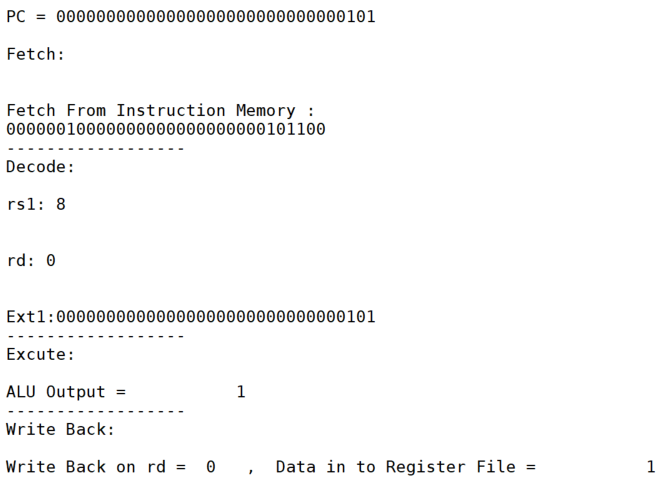 PC = 00000000000000000000000000000101
Fetch:
Fetch From Instruction Memory :
00000010000000000000000000101100
------------------
Decode:
rs1: 8
rd: 0
Ext1:00000000000000000000000000000101
------------------
Excute:
ALU Output =           1
------------------
Write Back:
Write Back on rd =  0   ,  Data in to Register File =           1